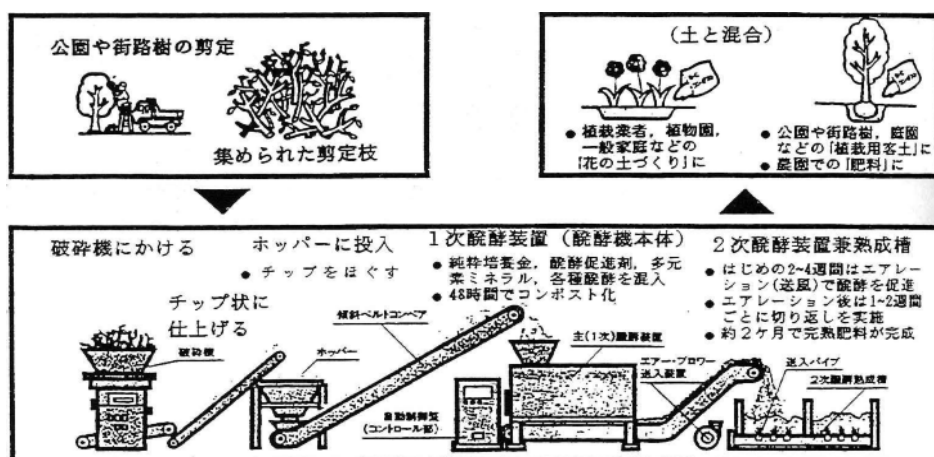 公園や街路樹の剪定
集められた剪定枝
(土と混合)
● 植栽業者，植物園，
一般家庭などの
「花の土づくり」に
● 公園や街路樹，庭園
などの「植栽用客土」に
● 農園での「肥料」に
破砕機にかける
チップ状に
仕上げる
破砕機
ホッパーに投入
● チップをほぐす
ホッパー
傾斜ベルトコンベア
自動制御盤
(コントロール部)
1次醗酵装置（醗酵機本体）
● 純粋培養金，醗酵促進剤，多元
素ミネラル，各種醗酵を混入
● 48時間でコンポスト化
主(1次)醗酵装置
エアー・ブロワー
送入装置
2次醗酵装置兼熟成槽
● はじめの2~4週間はエアレー
ション(送風)で醗酵を促進
● エアレーション後は1~2週間
ごとに切り返しを実施
● 約2ケ月で完熟肥料が完成
送入パイプ
2次醗酵熟成槽